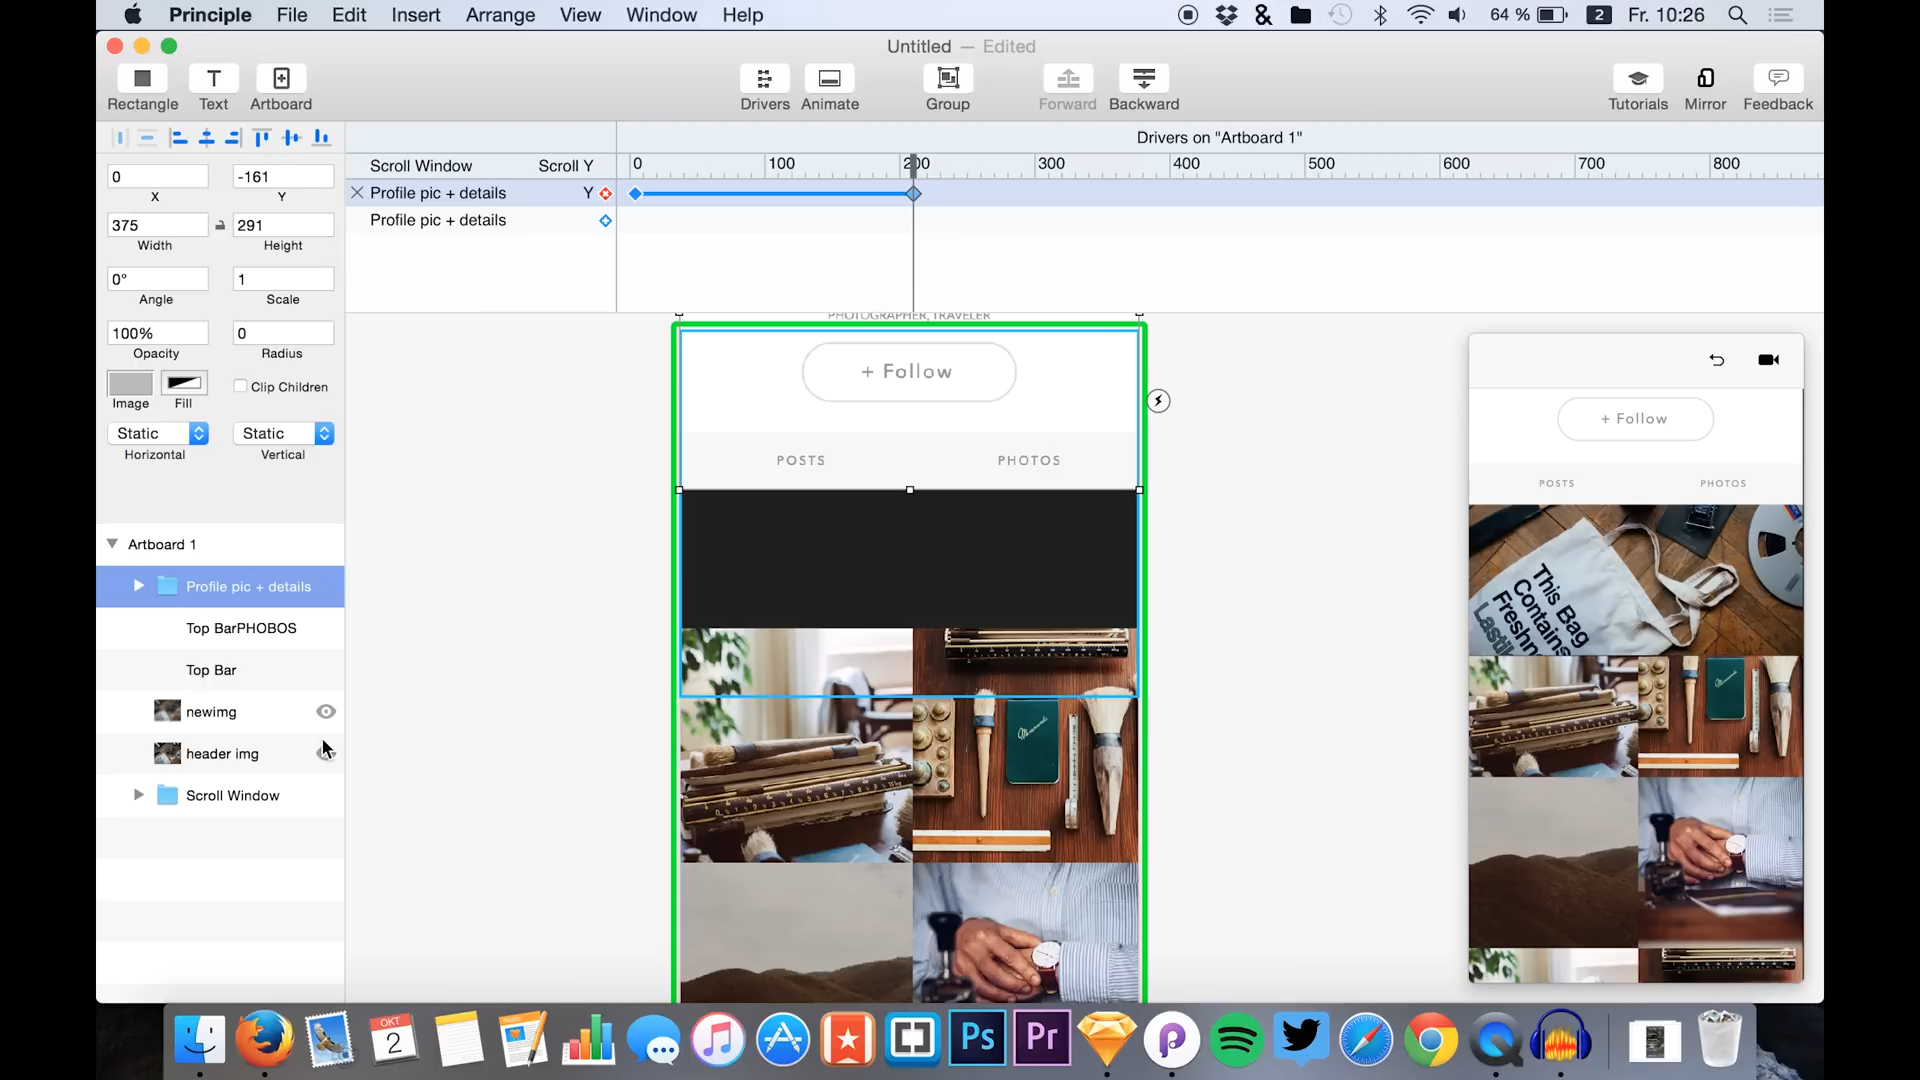 Principle File Edit Insert Arrange View Window Help 64 % 2 Fr. 10:26
Untitled — Edited
Rectangle Text Artboard Drivers Animate Group Forward Backward Tutorials Mirror Feedback
Drivers on "Artboard 1"
Scroll Window Scroll Y 0 100 200 300 400 500 600 700 800
0 -161
X Y
Profile pic + details Y
375 291
Width Height
Profile pic + details
0° 1
Angle Scale
100% 0
Opacity Radius
Clip Children
Image Fill
Static Static
Horizontal Vertical
Artboard 1
Profile pic + details
Top BarPHOBOS
Top Bar
newimg
header img
Scroll Window
PHOTOGRAPHER, TRAVELER
+ Follow
POSTS PHOTOS
+ Follow
POSTS PHOTOS
This Bag
Contains
Freshn
Lasti
OKT
2
Ps
Pr